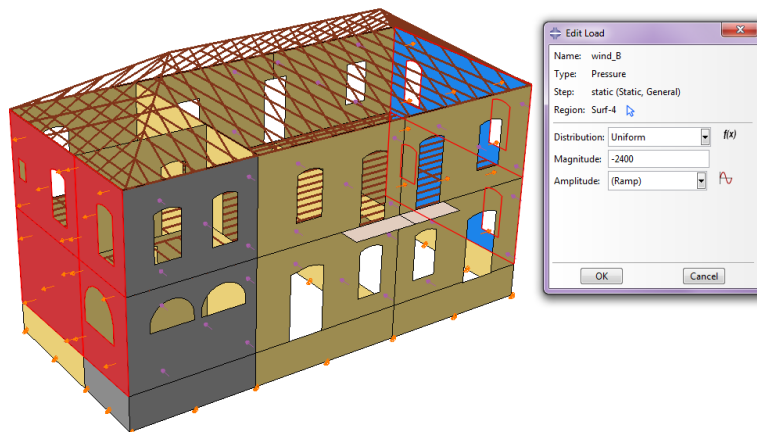 Edit Load
Name: wind_B
Type: Pressure
Step: static (Static, General)
Region: Surf-4
Distribution: Uniform f(x)
Magnitude: -2400
Amplitude: (Ramp)
OK Cancel